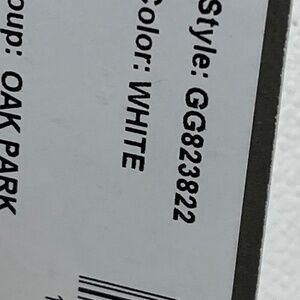 Style: GG823822
Color: WHITE
oup: OAK PARK